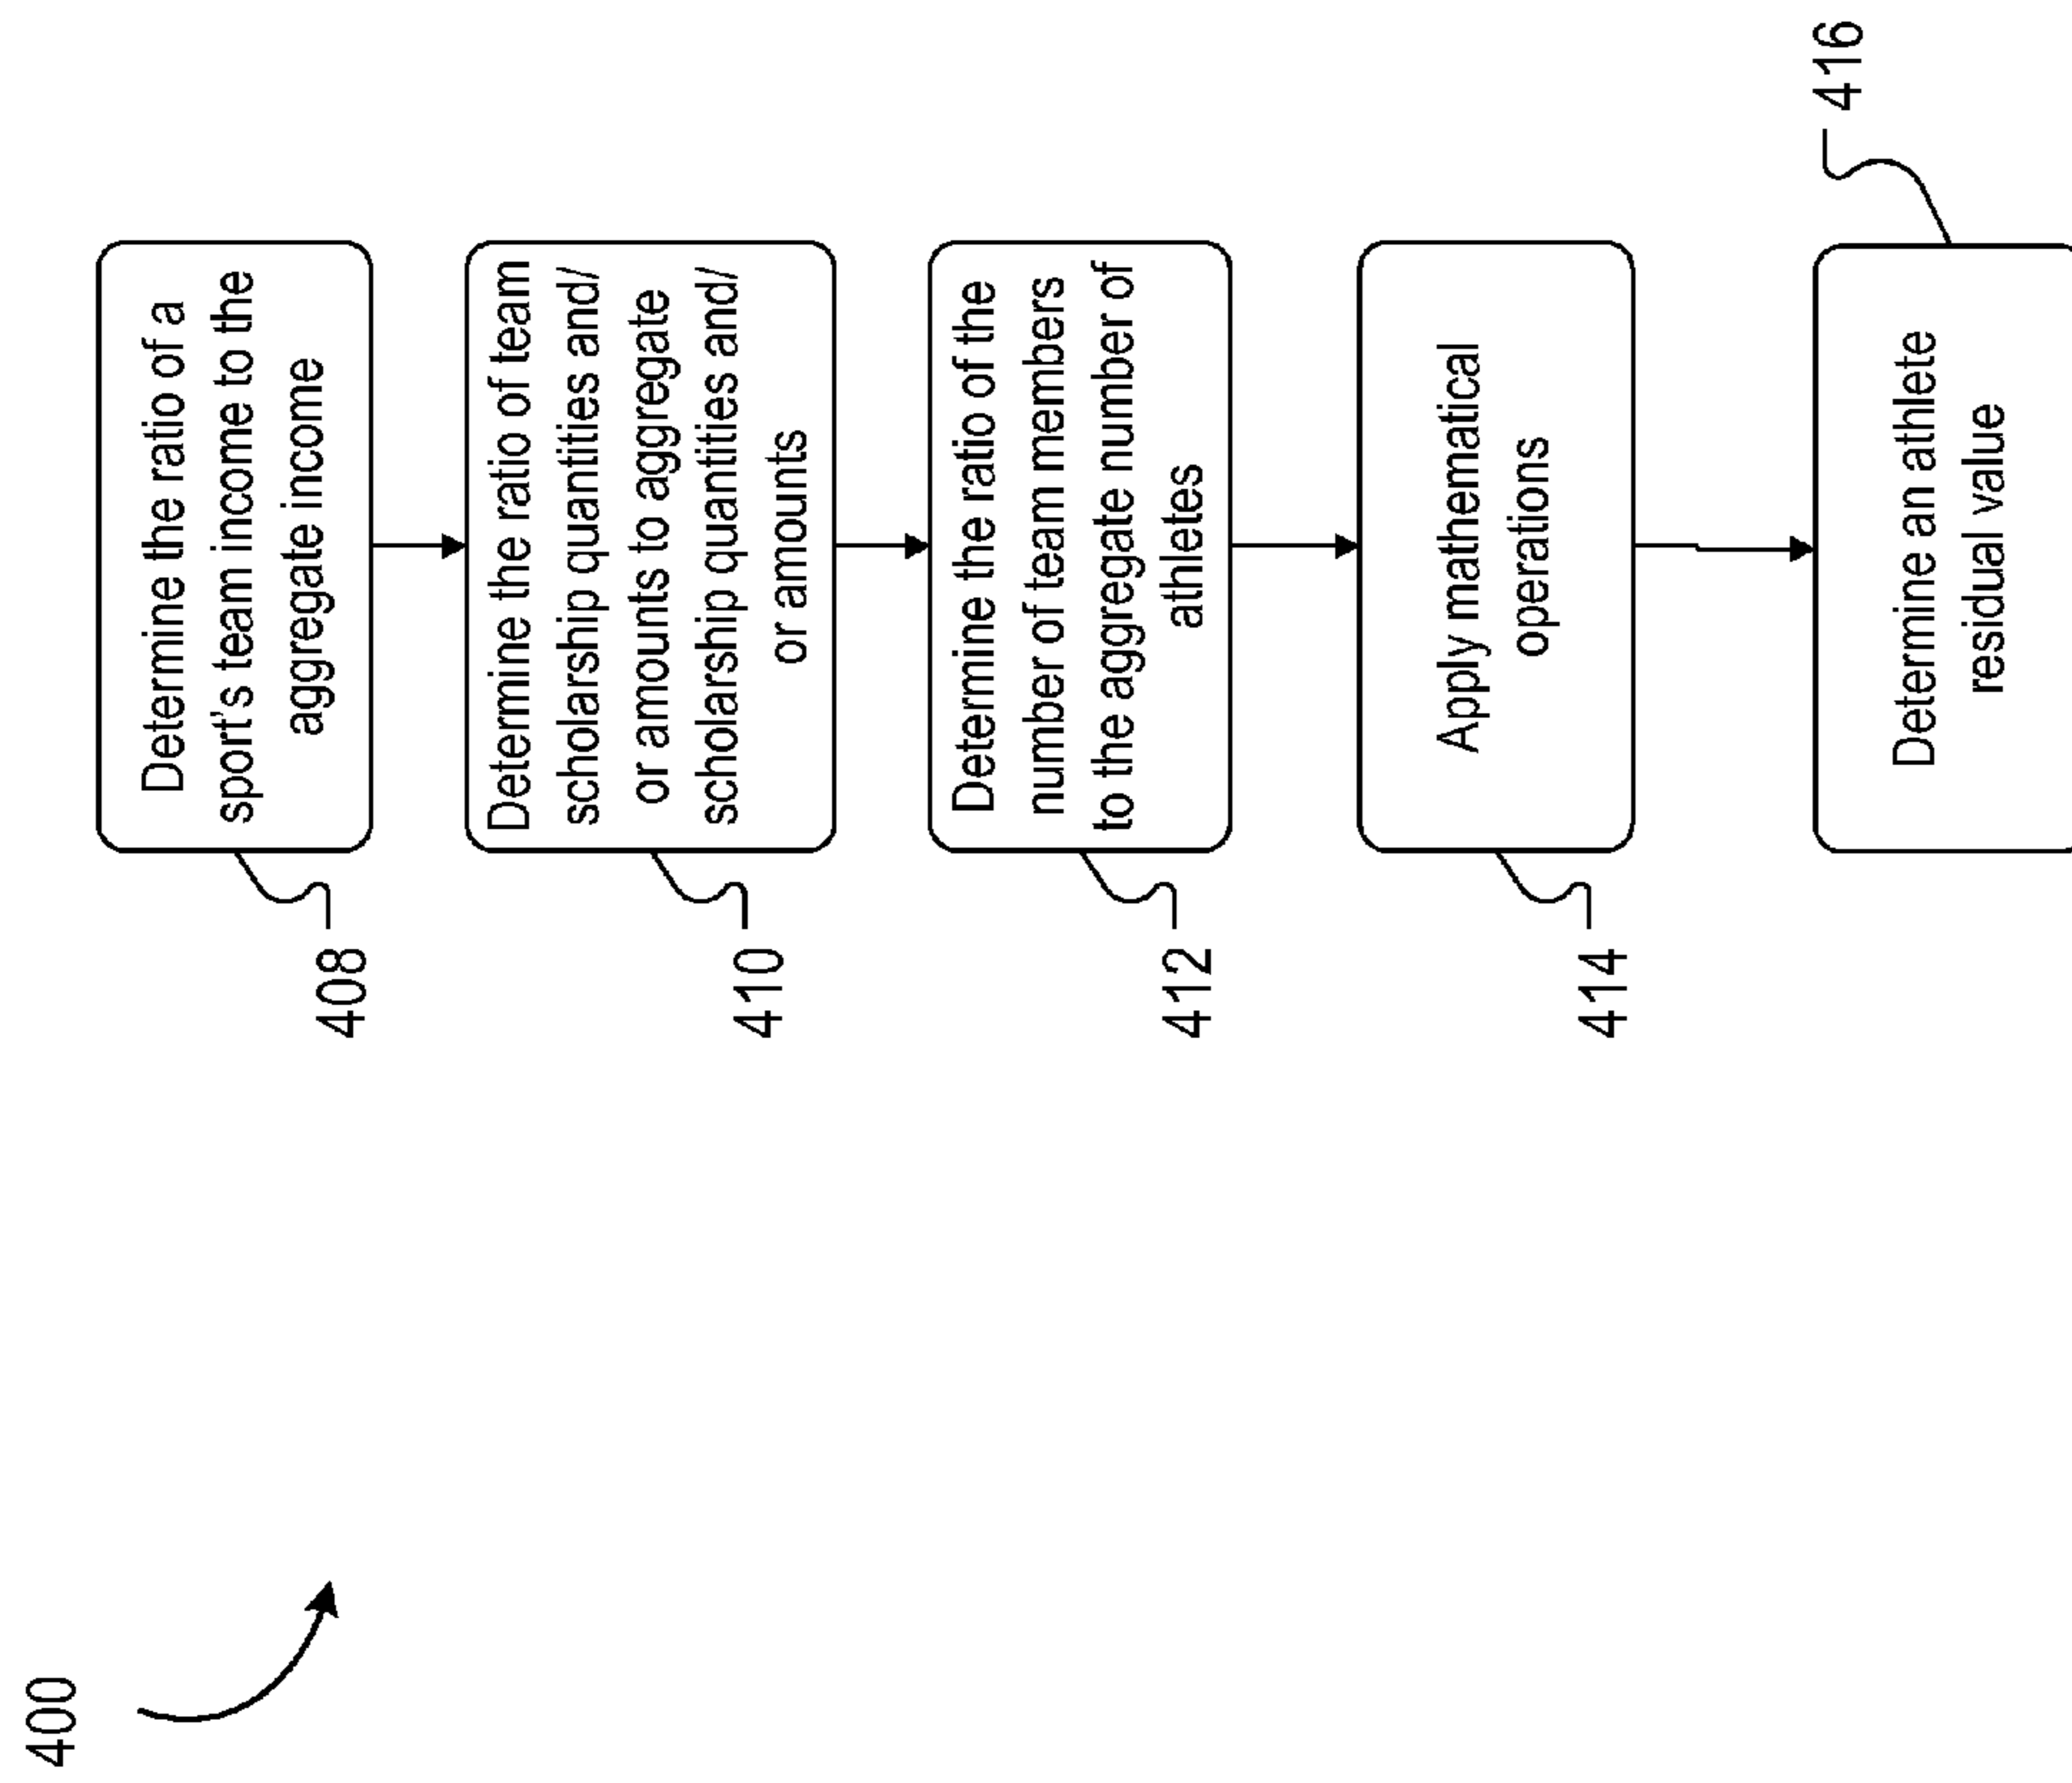 400
Determine the ratio of a
sport's team income to the
aggregate income
408
Determine the ratio of team
scholarship quantities and/
or amounts to aggregate
scholarship quantities and/
or amounts
410
Determine the ratio of the
number of team members
to the aggregate number of
athletes
412
Apply mathematical
operations
414
Determine an athlete
residual value
416